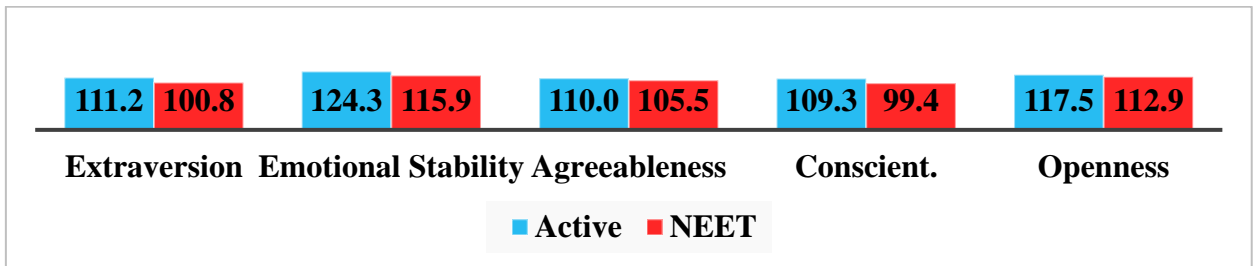 111.2 100.8 124.3 115.9 110.0 105.5 109.3 99.4 117.5 112.9
Extraversion Emotional Stability Agreeableness Conscient. Openness
Active NEET